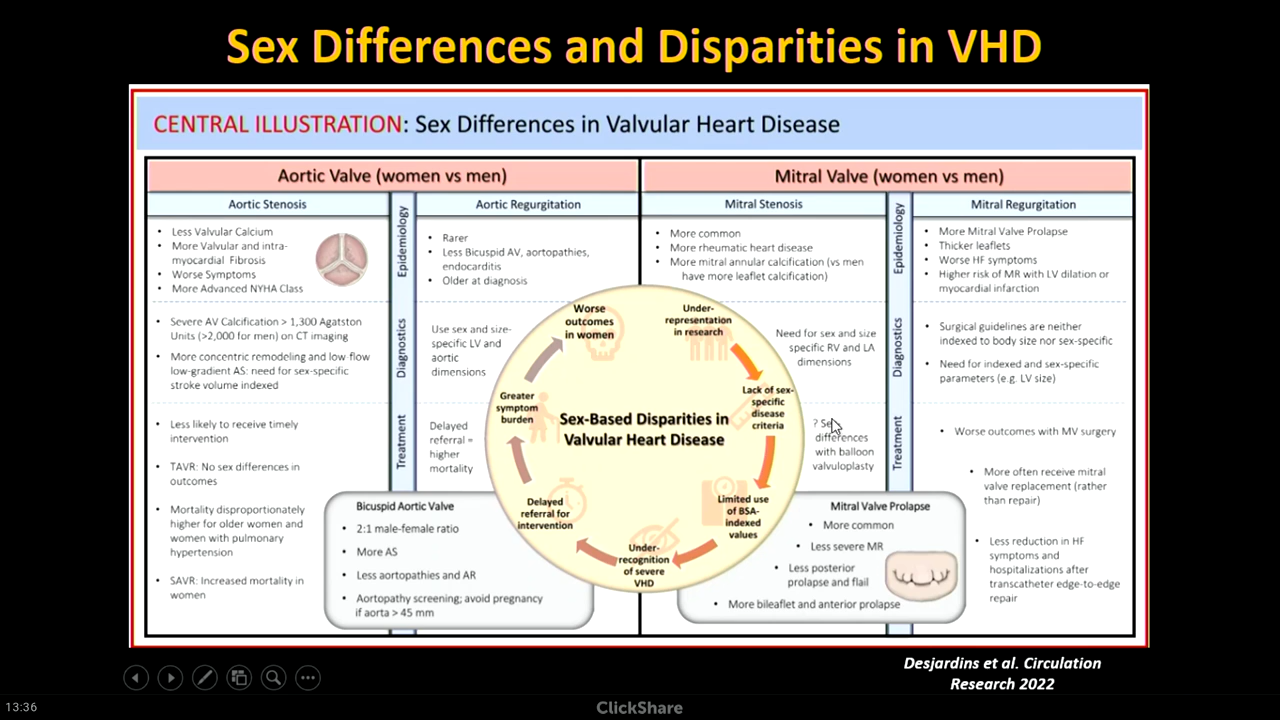 Sex Differences and Disparities in VHD
CENTRAL ILLUSTRATION: Sex Differences in Valvular Heart Disease
Aortic Valve (women vs men)
Aortic Stenosis
Epidemiology
Aortic Regurgitation
• Less Valvular Calcium
• More Valvular and intra-
myocardial Fibrosis
• Worse Symptoms
• More Advanced NYHA Class
• Rarer
• Less Bicuspid AV, aortopathies,
endocarditis
• Older at diagnosis
Diagnostics
• Severe AV Calcification > 1,300 Agatston
Units (>2,000 for men) on CT imaging
• More concentric remodeling and low-flow
low-gradient AS: need for sex-specific
stroke volume indexed
Use sex and size-
specific LV and
aortic
dimensions
Treatment
• Less likely to receive timely
intervention
• TAVR: No sex differences in
outcomes
• Mortality disproportionately
higher for older women and
women with pulmonary
hypertension
• SAVR: Increased mortality in
women
Delayed
referral =
higher
mortality
Bicuspid Aortic Valve
• 2:1 male-female ratio
• More AS
• Less aortopathies and AR
• Aortopathy screening; avoid pregnancy
if aorta > 45 mm
Sex-Based Disparities in
Valvular Heart Disease
Under-
representation
in research
Lack of sex-
specific
disease
criteria
Limited use
of BSA-
indexed
values
Under-
recognition
of severe
VHD
Delayed
referral for
intervention
Greater
symptom
burden
Worse
outcomes
in women
Mitral Valve (women vs men)
Mitral Stenosis
Epidemiology
Mitral Regurgitation
• More common
• More rheumatic heart disease
• More mitral annular calcification (vs men
have more leaflet calcification)
• More Mitral Valve Prolapse
• Thicker leaflets
• Worse HF symptoms
• Higher risk of MR with LV dilation or
myocardial infarction
Diagnostics
Need for sex and size
specific RV and LA
dimensions
• Surgical guidelines are neither
indexed to body size nor sex-specific
• Need for indexed and sex-specific
parameters (e.g. LV size)
Treatment
?
differences
with balloon
valvuloplasty
• Worse outcomes with MV surgery
• More often receive mitral
valve replacement (rather
than repair)
• Less reduction in HF
symptoms and
hospitalizations after
transcatheter edge-to-edge
repair
Mitral Valve Prolapse
• More common
• Less severe MR
• Less posterior
prolapse and flail
• More bileaflet and anterior prolapse
Desjardins et al. Circulation
Research 2022
13:36
ClickShare